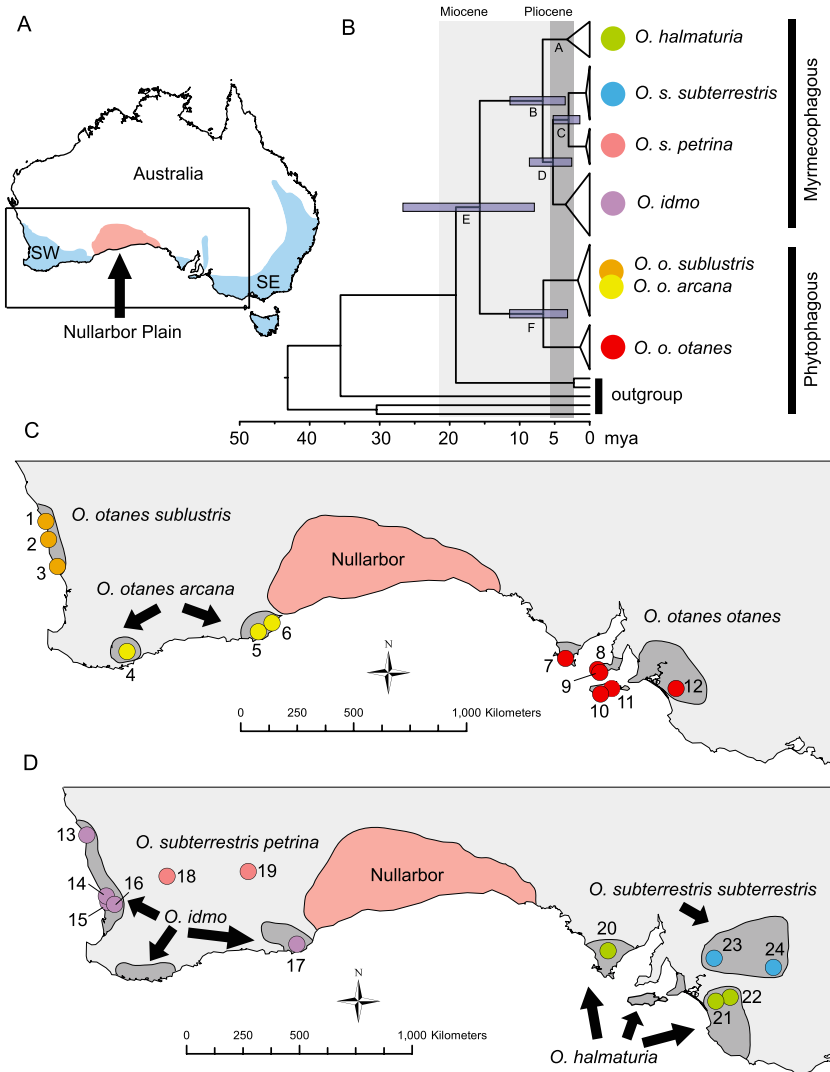 A
Australia
SW
SE
Nullarbor Plain
B
Miocene
Pliocene
A
B
C
D
E
F
O. halmaturia
O. s. subterrestris
O. s. petrina
O. idmo
O. o. sublustris
O. o. arcana
O. o. otanes
outgroup
Myrmecophagous
Phytophagous
50
40
30
20
10
5
0
mya
C
1
2
3
O. otanes sublustris
O. otanes arcana
4
5
6
Nullarbor
N
O. otanes otanes
7
8
9
10
11
12
0
250
500
1,000 Kilometers
D
13
14
15
16
O. subterrestris petrina
18
19
O. idmo
17
Nullarbor
N
O. subterrestris subterrestris
20
23
24
22
21
O. halmaturia
0
250
500
1,000 Kilometers